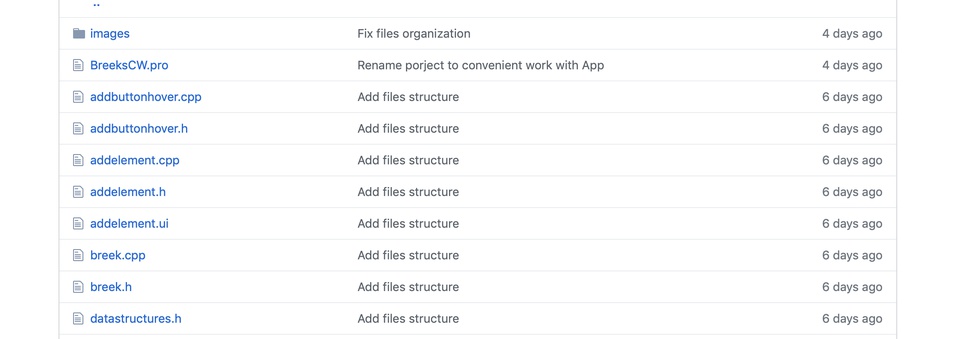 ..
images Fix files organization 4 days ago
BreeksCW.pro Rename porject to convenient work with App 4 days ago
addbuttonhover.cpp Add files structure 6 days ago
addbuttonhover.h Add files structure 6 days ago
addelement.cpp Add files structure 6 days ago
addelement.h Add files structure 6 days ago
addelement.ui Add files structure 6 days ago
breek.cpp Add files structure 6 days ago
breek.h Add files structure 6 days ago
datastructures.h Add files structure 6 days ago